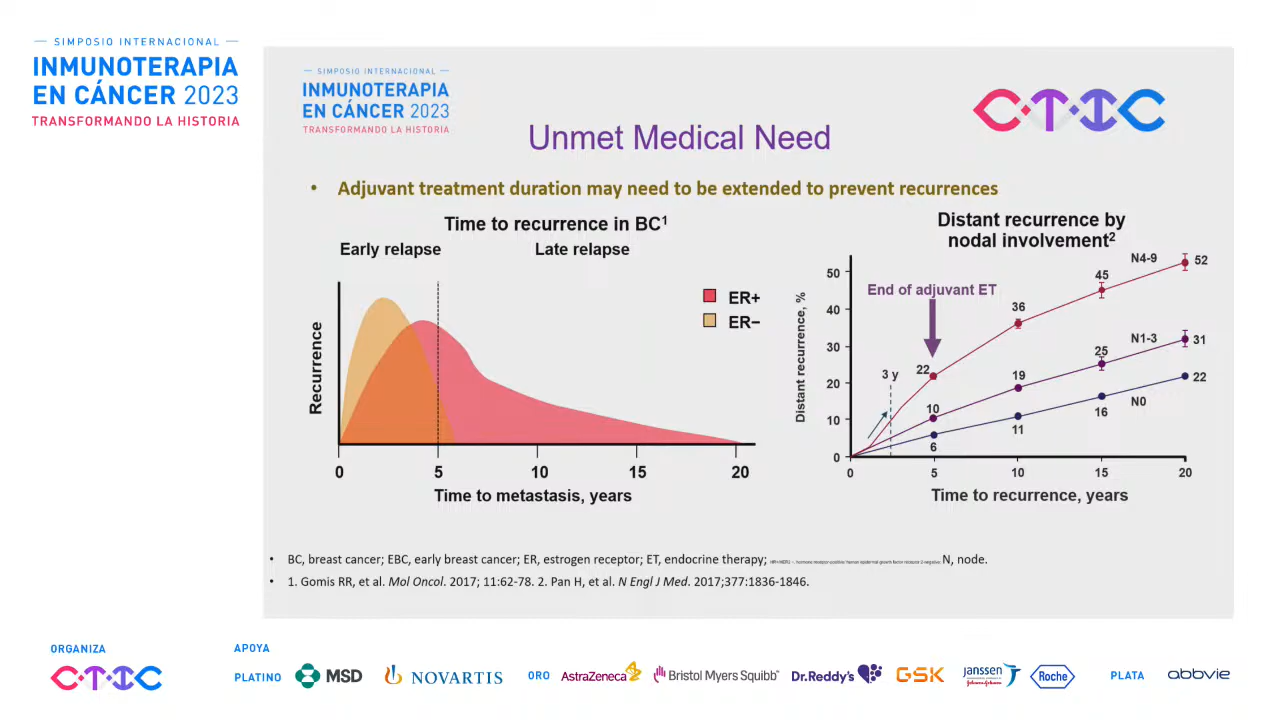 SIMPOSIO INTERNACIONAL
INMUNOTERAPIA
EN CÁNCER 2023
TRANSFORMANDO LA HISTORIA
SIMPOSIO INTERNACIONAL
INMUNOTERAPIA
EN CÁNCER 2023
TRANSFORMANDO LA HISTORIA
CTIC
Unmet Medical Need
• Adjuvant treatment duration may need to be extended to prevent recurrences
Time to recurrence in BC1
Early relapse Late relapse
ER+
ER−
Recurrence
0 5 10 15 20
Time to metastasis, years
Distant recurrence by
nodal involvement2
Distant recurrence, %
50
40
30
20
10
0
End of adjuvant ET
3 y
N4-9
22 36 45 52
N1-3
10 19 25 31
N0
6 11 16 22
0 5 10 15 20
Time to recurrence, years
• BC, breast cancer; EBC, early breast cancer; ER, estrogen receptor; ET, endocrine therapy; N, node.
• 1. Gomis RR, et al. Mol Oncol. 2017; 11:62-78. 2. Pan H, et al. N Engl J Med. 2017;377:1836-1846.
ORGANIZA
CTIC
APOYA
PLATINO MSD NOVARTIS ORO AstraZeneca Bristol Myers Squibb Dr.Reddy's GSK Janssen Roche PLATA abbvie